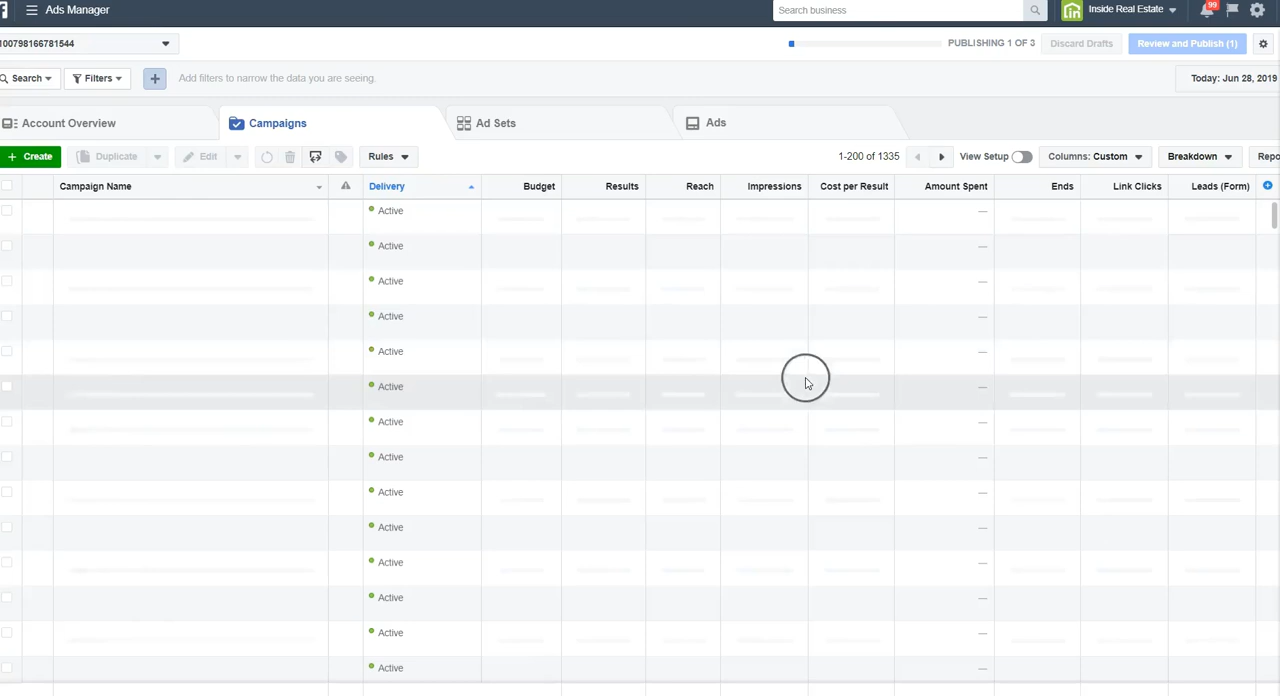 Ads Manager
Search business
Inside Real Estate
99
100798166781544
PUBLISHING 1 OF 3
Discard Drafts
Review and Publish (1)
Search
Filters
Add filters to narrow the data you are seeing.
Today: Jun 28, 2019
Account Overview
Campaigns
Ad Sets
Ads
+ Create
Duplicate
Edit
Rules
1-200 of 1335
View Setup
Columns: Custom
Breakdown
Repo
Campaign Name
Delivery
Budget
Results
Reach
Impressions
Cost per Result
Amount Spent
Ends
Link Clicks
Leads (Form)
Active —
Active —
Active —
Active —
Active —
Active —
Active —
Active —
Active —
Active —
Active —
Active —
Active —
Active —